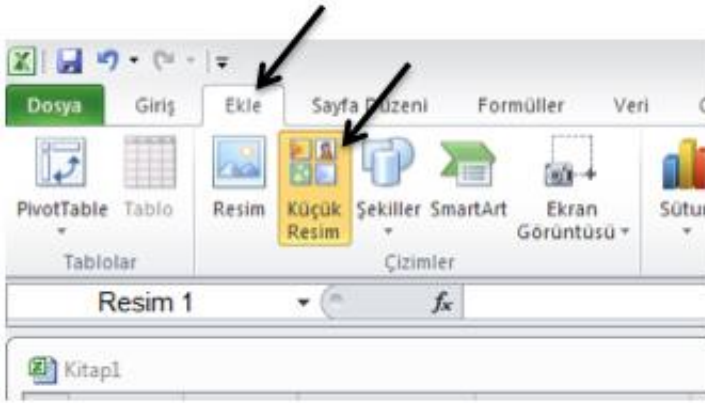 Dosya Giriş Ekle Sayfa Düzeni Formüller Veri
PivotTable Tablo Resim Küçük Resim Şekiller SmartArt Ekran Görüntüsü
Tablolar Çizimler
Resim 1 fx
Kitap1